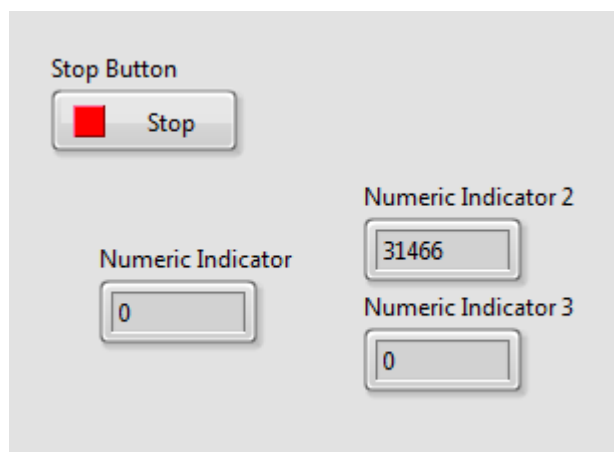 Stop Button
Stop
Numeric Indicator 2
31466
Numeric Indicator
0
Numeric Indicator 3
0